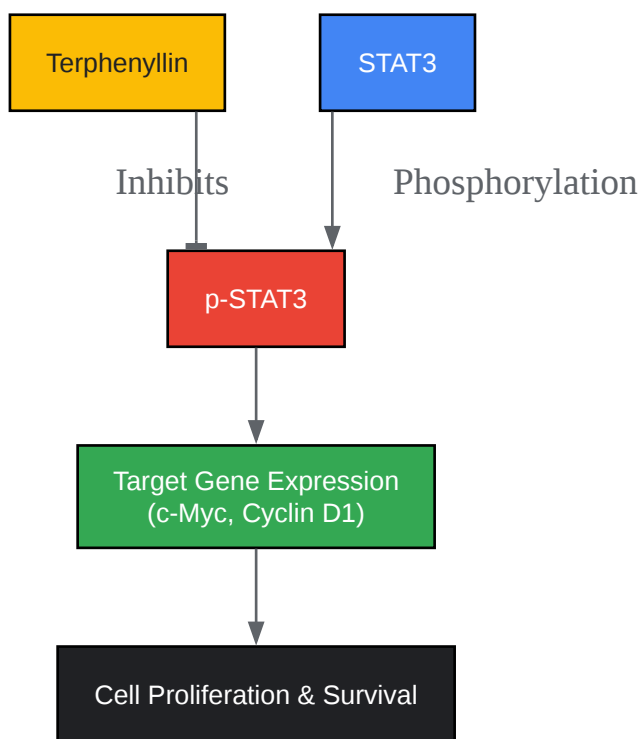 Terphenyllin
STAT3
Inhibits
Phosphorylation
p-STAT3
Target Gene Expression
(c-Myc, Cyclin D1)
Cell Proliferation & Survival